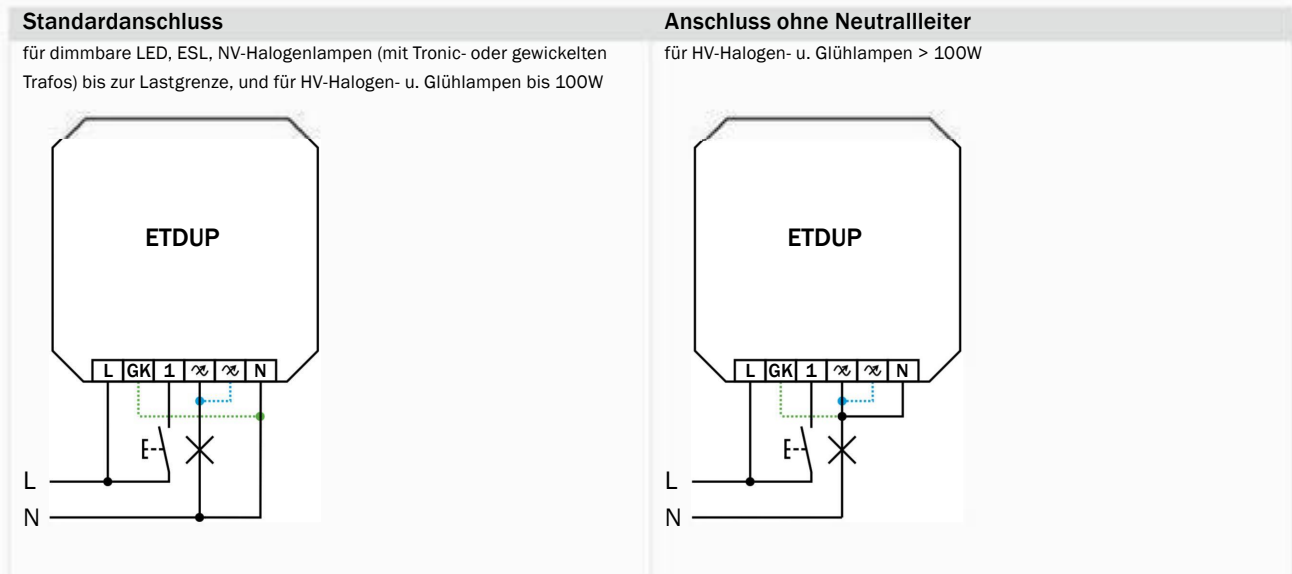 Standardanschluss
für dimmbare LED, ESL, NV-Halogenlampen (mit Tronic- oder gewickelten
Trafos) bis zur Lastgrenze, und für HV-Halogen- u. Glühlampen bis 100W
ETDUP
L GK 1 N
L
N
Anschluss ohne Neutrallleiter
für HV-Halogen- u. Glühlampen > 100W
ETDUP
L GK 1 N
L
N